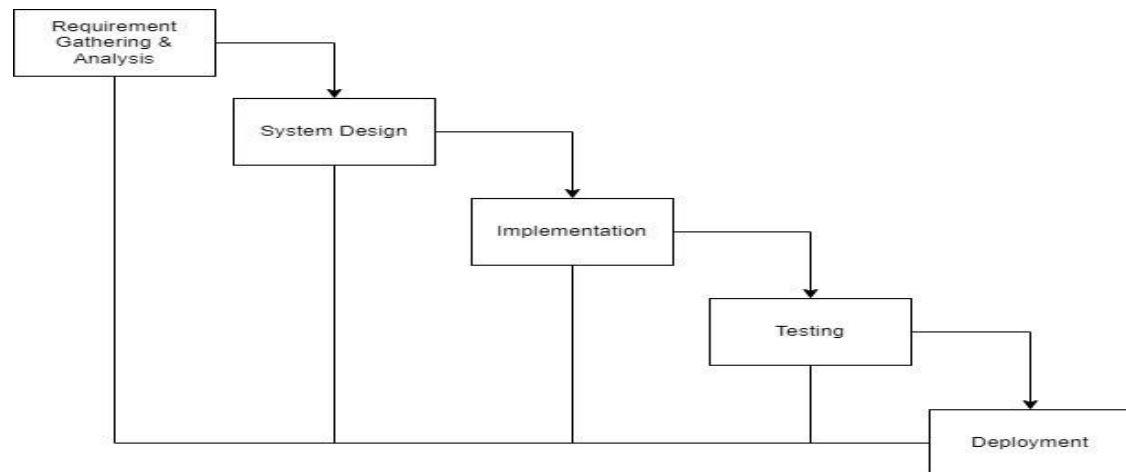 Requirement
Gathering &
Analysis
System Design
Implementation
Testing
Deployment